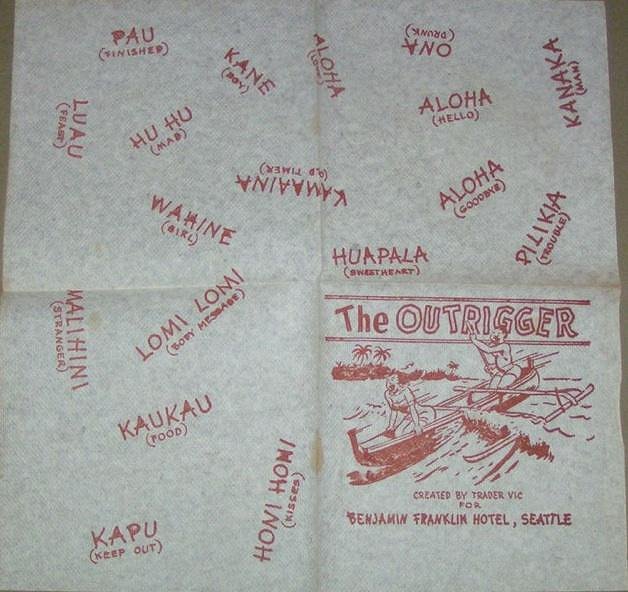 PAU
(FINISHED)
KANE
(BOY)
ALOHA
(LOVE)
ONA
(DRUNK)
KANAKA
(MAN)
LUAU
(FEAST)
HU HU
(MAD)
ALOHA
(HELLO)
KAMAAINA
(OLD TIMER)
ALOHA
(GOODBYE)
WAHINE
(GIRL)
PILIKIA
(TROUBLE)
HUAPALA
(SWEETHEART)
MALIHINI
(STRANGER)
LOMI LOMI
(BODY MESSAGE)
The OUTRIGGER
KAUKAU
(FOOD)
HONI HONI
(KISSES)
KAPU
(KEEP OUT)
CREATED BY TRADER VIC
FOR
BENJAMIN FRANKLIN HOTEL, SEATTLE